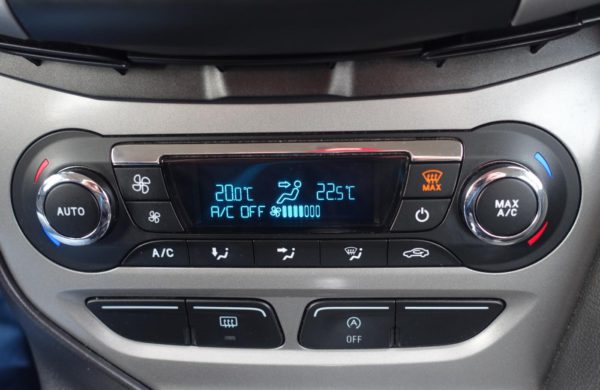 20.0°C 22.5°C
A/C OFF
MAX
AUTO
MAX
A/C
A/C
A
OFF